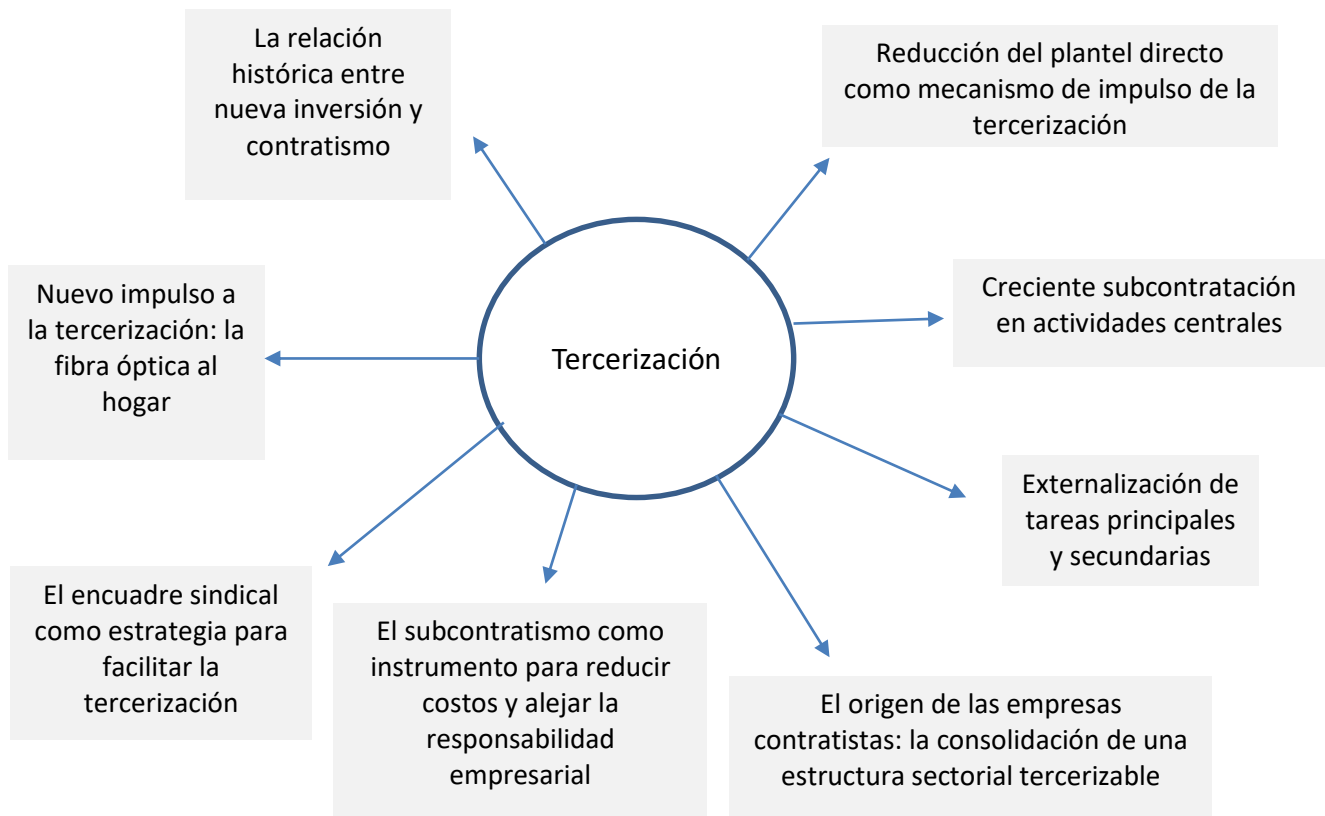 La relación
histórica entre
nueva inversión y
contratismo
Reducción del plantel directo
como mecanismo de impulso de la
tercerización
Nuevo impulso a
la tercerización: la
fibra óptica al
hogar
Tercerización
Creciente subcontratación
en actividades centrales
Externalización de
tareas principales
y secundarias
El encuadre sindical
como estrategia para
facilitar la
tercerización
El subcontratismo como
instrumento para reducir
costos y alejar la
responsabilidad
empresarial
El origen de las empresas
contratistas: la consolidación de una
estructura sectorial tercerizable